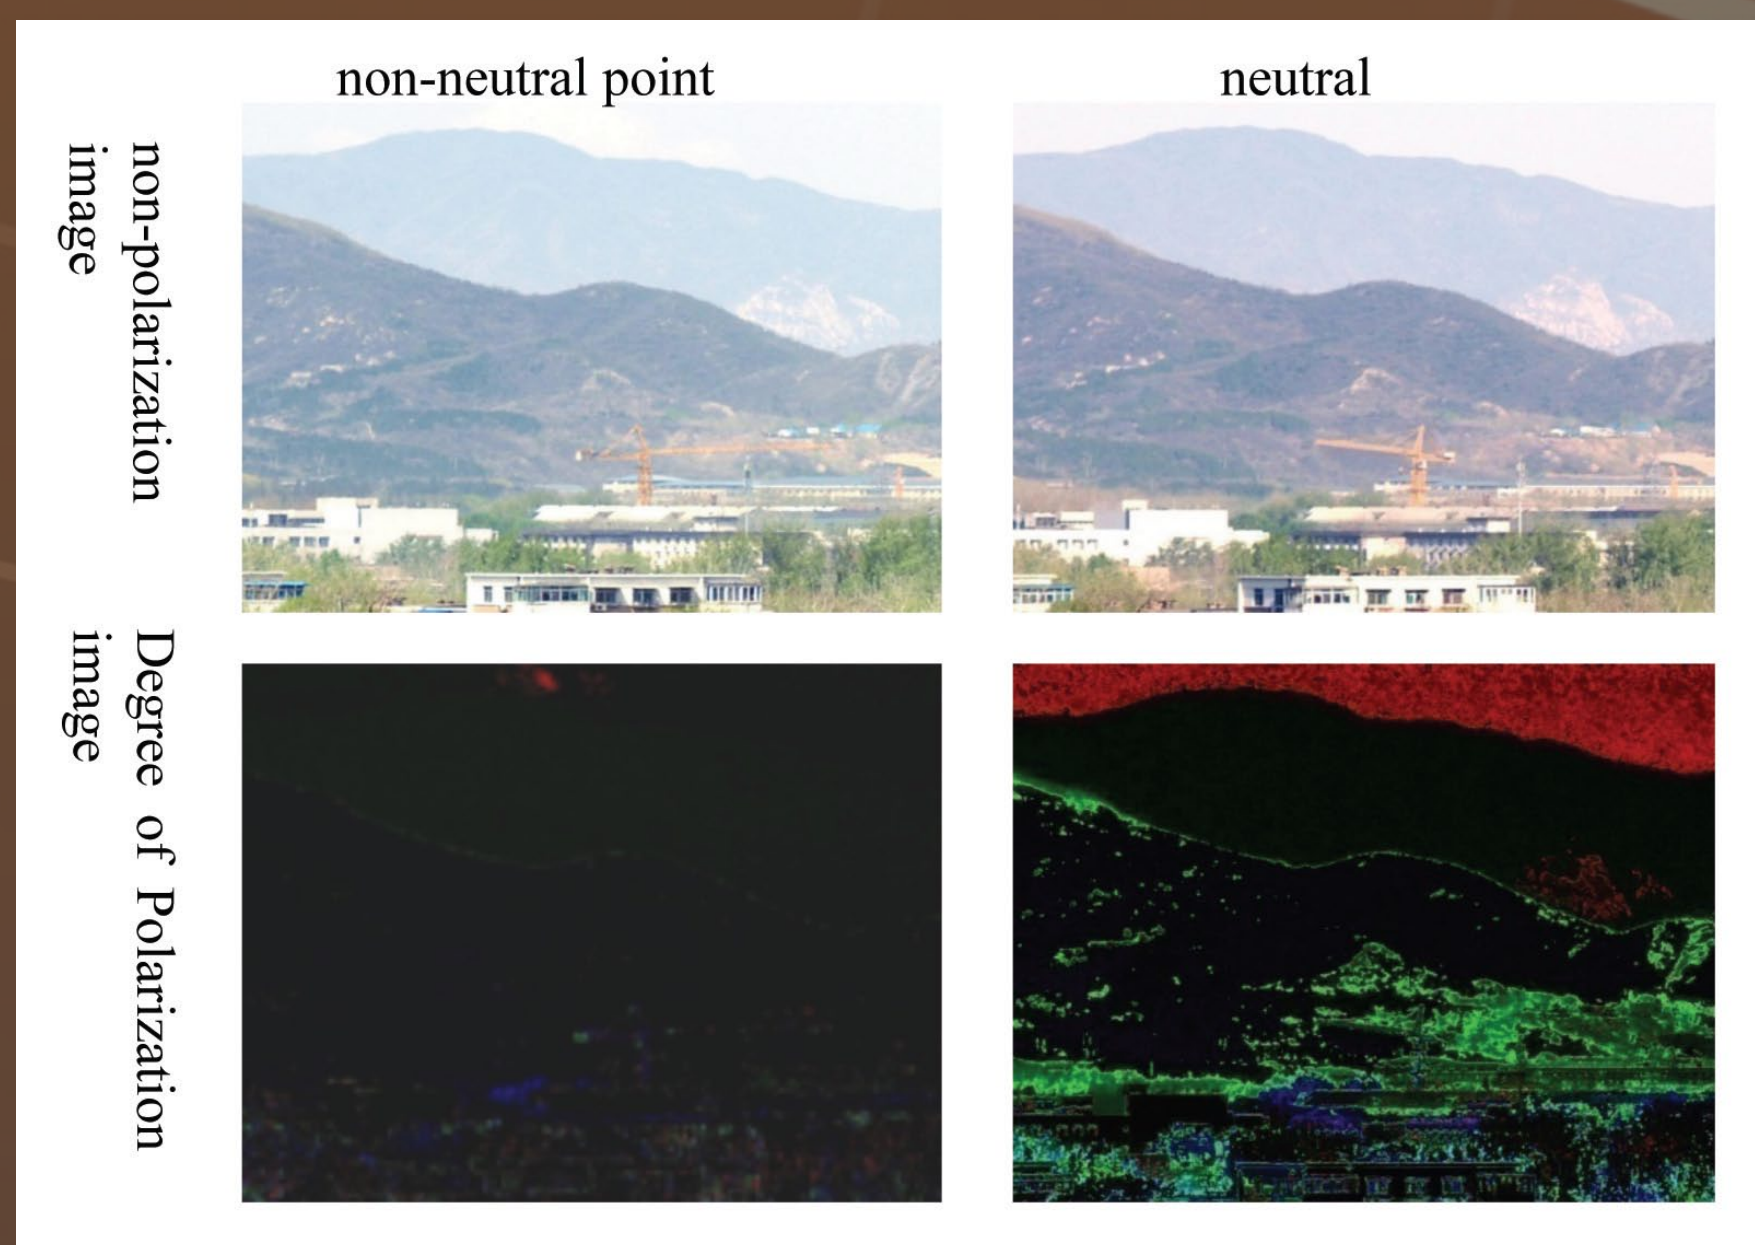 non-neutral point
neutral
non-polarization
image
Degree of Polarization
image